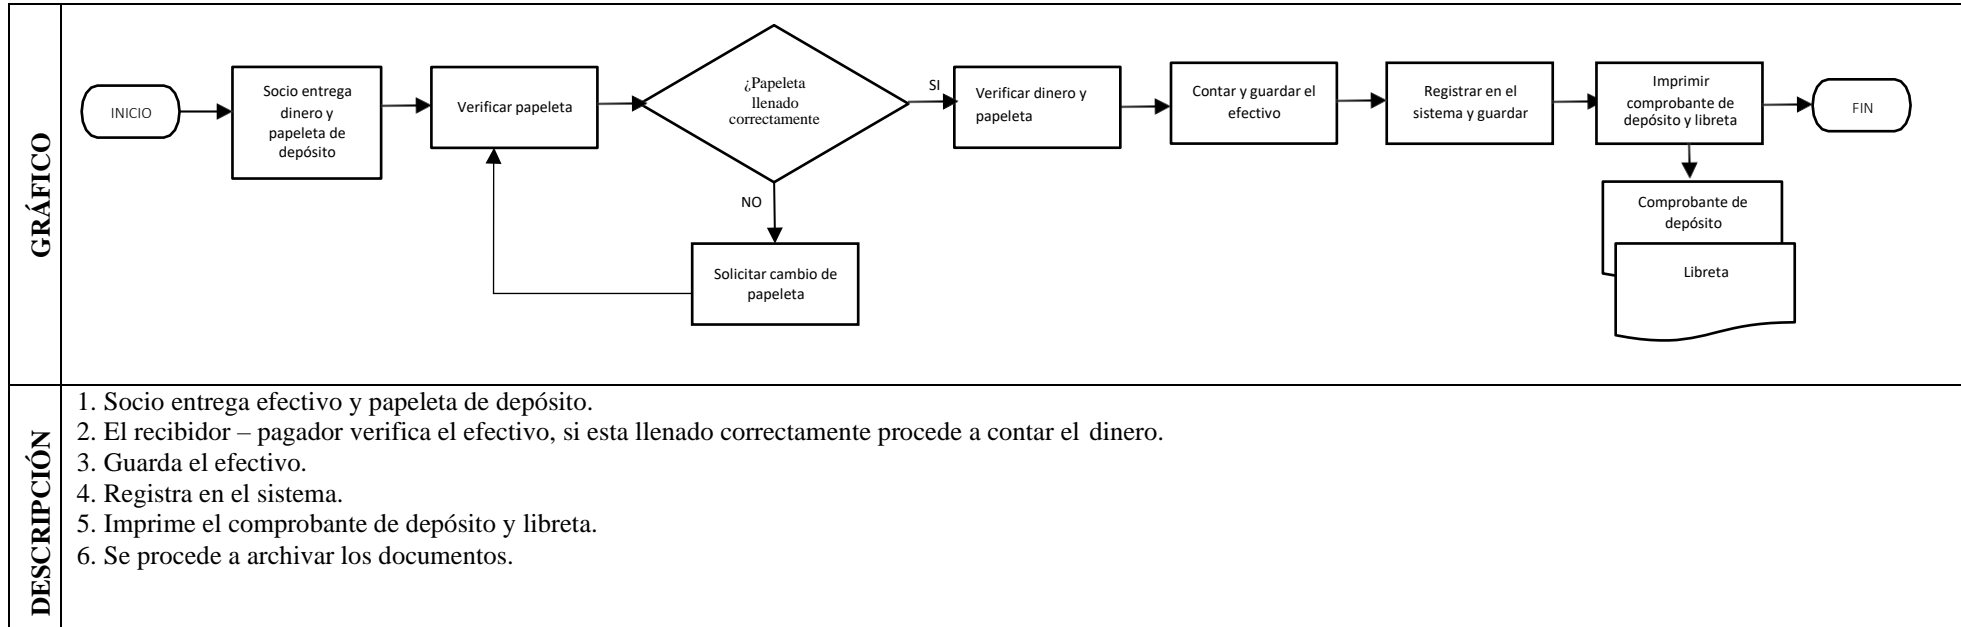 GRÁFICO
INICIO
Socio entrega
dinero y
papeleta de
depósito
Verificar papeleta
¿Papeleta
llenado
correctamente
SI
NO
Solicitar cambio de
papeleta
Verificar dinero y
papeleta
Contar y guardar el
efectivo
Registrar en el
sistema y guardar
Imprimir
comprobante de
depósito y libreta
FIN
Comprobante de
depósito
Libreta
DESCRIPCIÓN
1. Socio entrega efectivo y papeleta de depósito.
2. El recibidor – pagador verifica el efectivo, si esta llenado correctamente procede a contar el dinero.
3. Guarda el efectivo.
4. Registra en el sistema.
5. Imprime el comprobante de depósito y libreta.
6. Se procede a archivar los documentos.